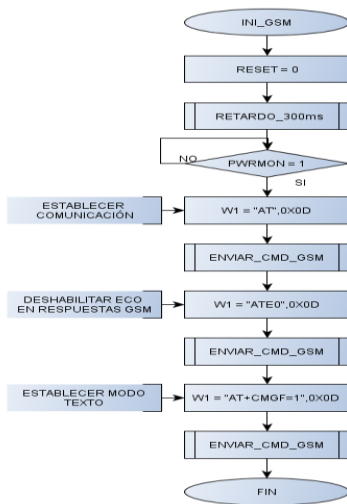 INI_GSM
RESET = 0
RETARDO_300ms
NO
PWRMON = 1
SI
ESTABLECER
COMUNICACIÓN
W1 = "AT",0X0D
ENVIAR_CMD_GSM
DESHABILITAR ECO
EN RESPUESTAS GSM
W1 = "ATE0",0X0D
ENVIAR_CMD_GSM
ESTABLECER MODO
TEXTO
W1 = "AT+CMGF=1",0X0D
ENVIAR_CMD_GSM
FIN